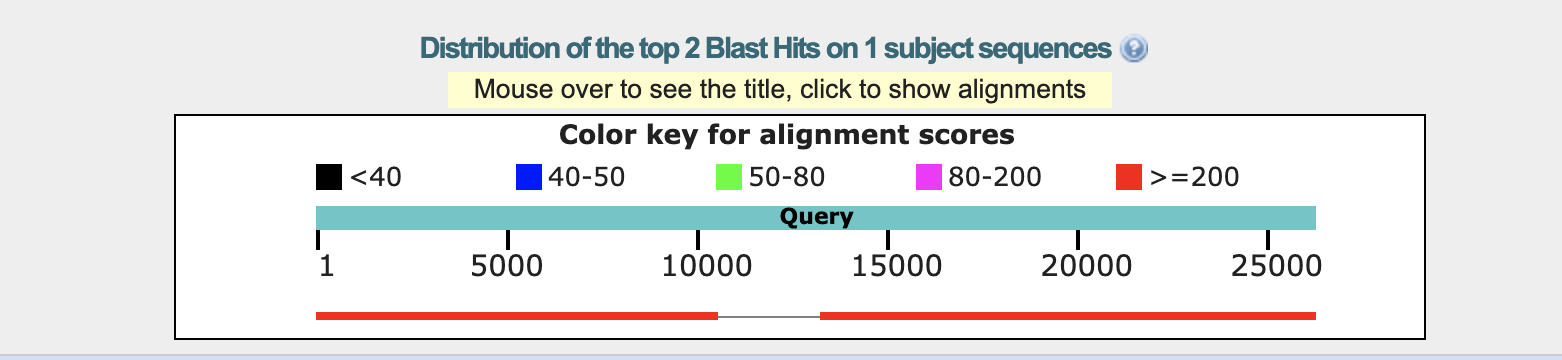 Distribution of the top 2 Blast Hits on 1 subject sequences ?
Mouse over to see the title, click to show alignments
Color key for alignment scores
<40 40-50 50-80 80-200 >=200
Query
1 5000 10000 15000 20000 25000